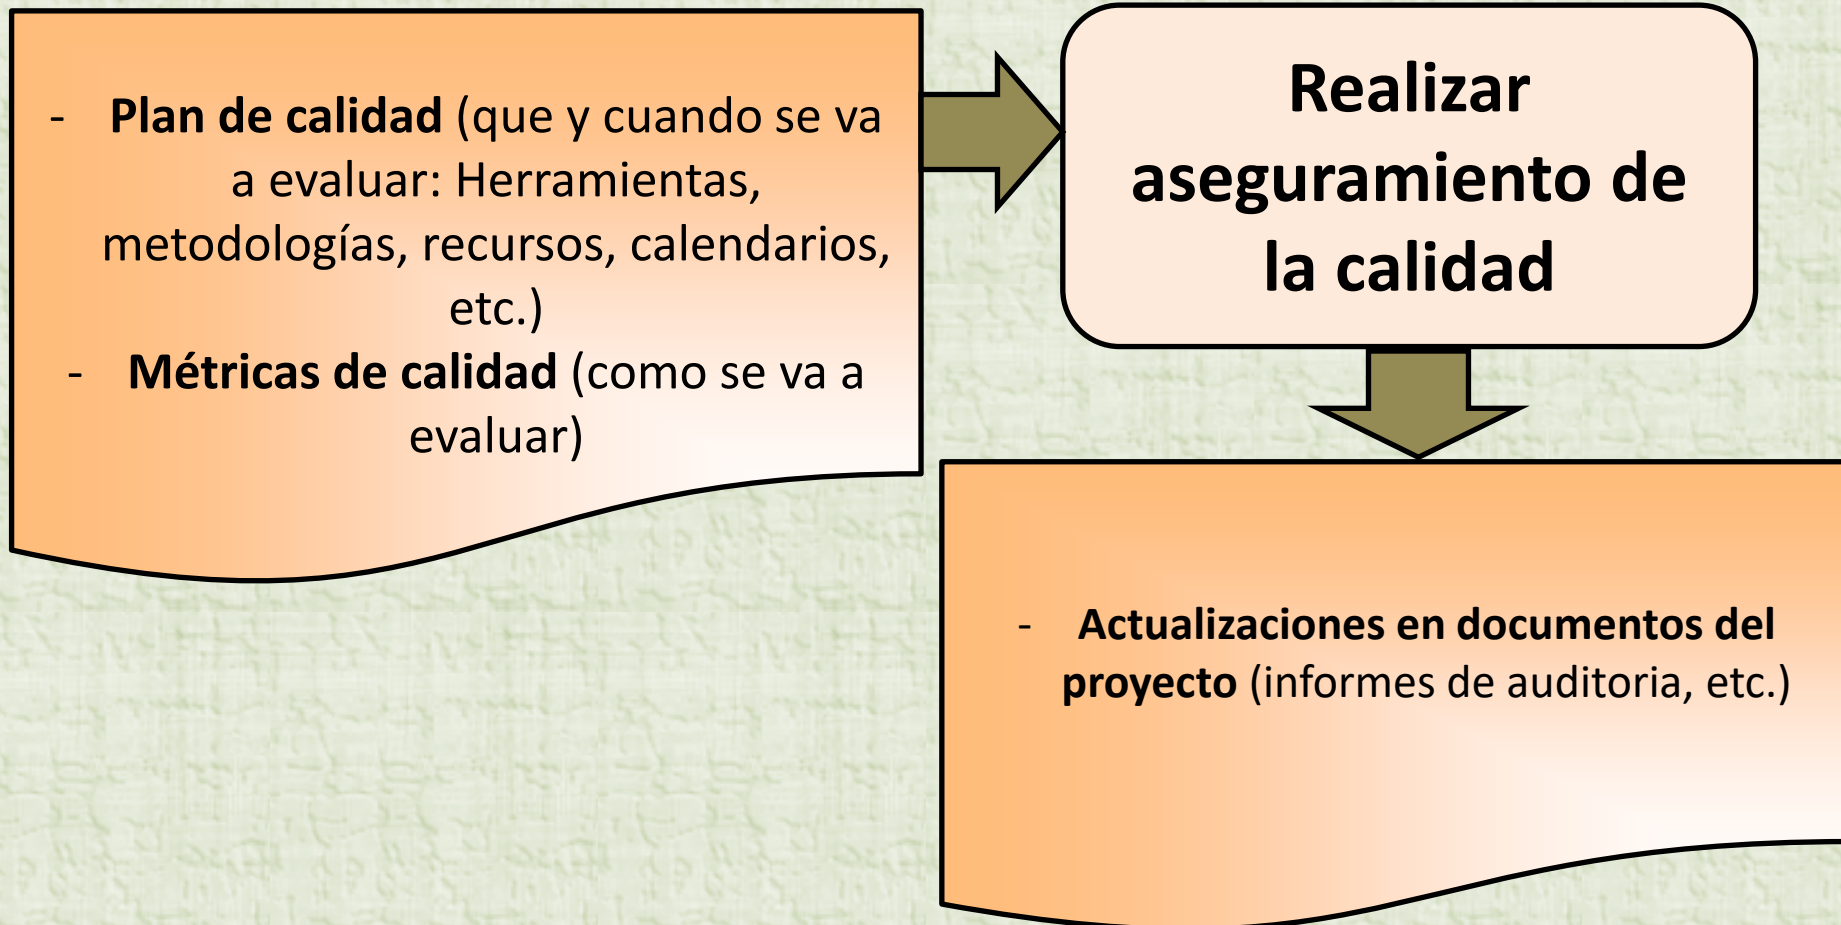 - Plan de calidad (que y cuando se va
a evaluar: Herramientas,
metodologías, recursos, calendarios,
etc.)
- Métricas de calidad (como se va a
evaluar)
Realizar
aseguramiento de
la calidad
- Actualizaciones en documentos del
proyecto (informes de auditoria, etc.)